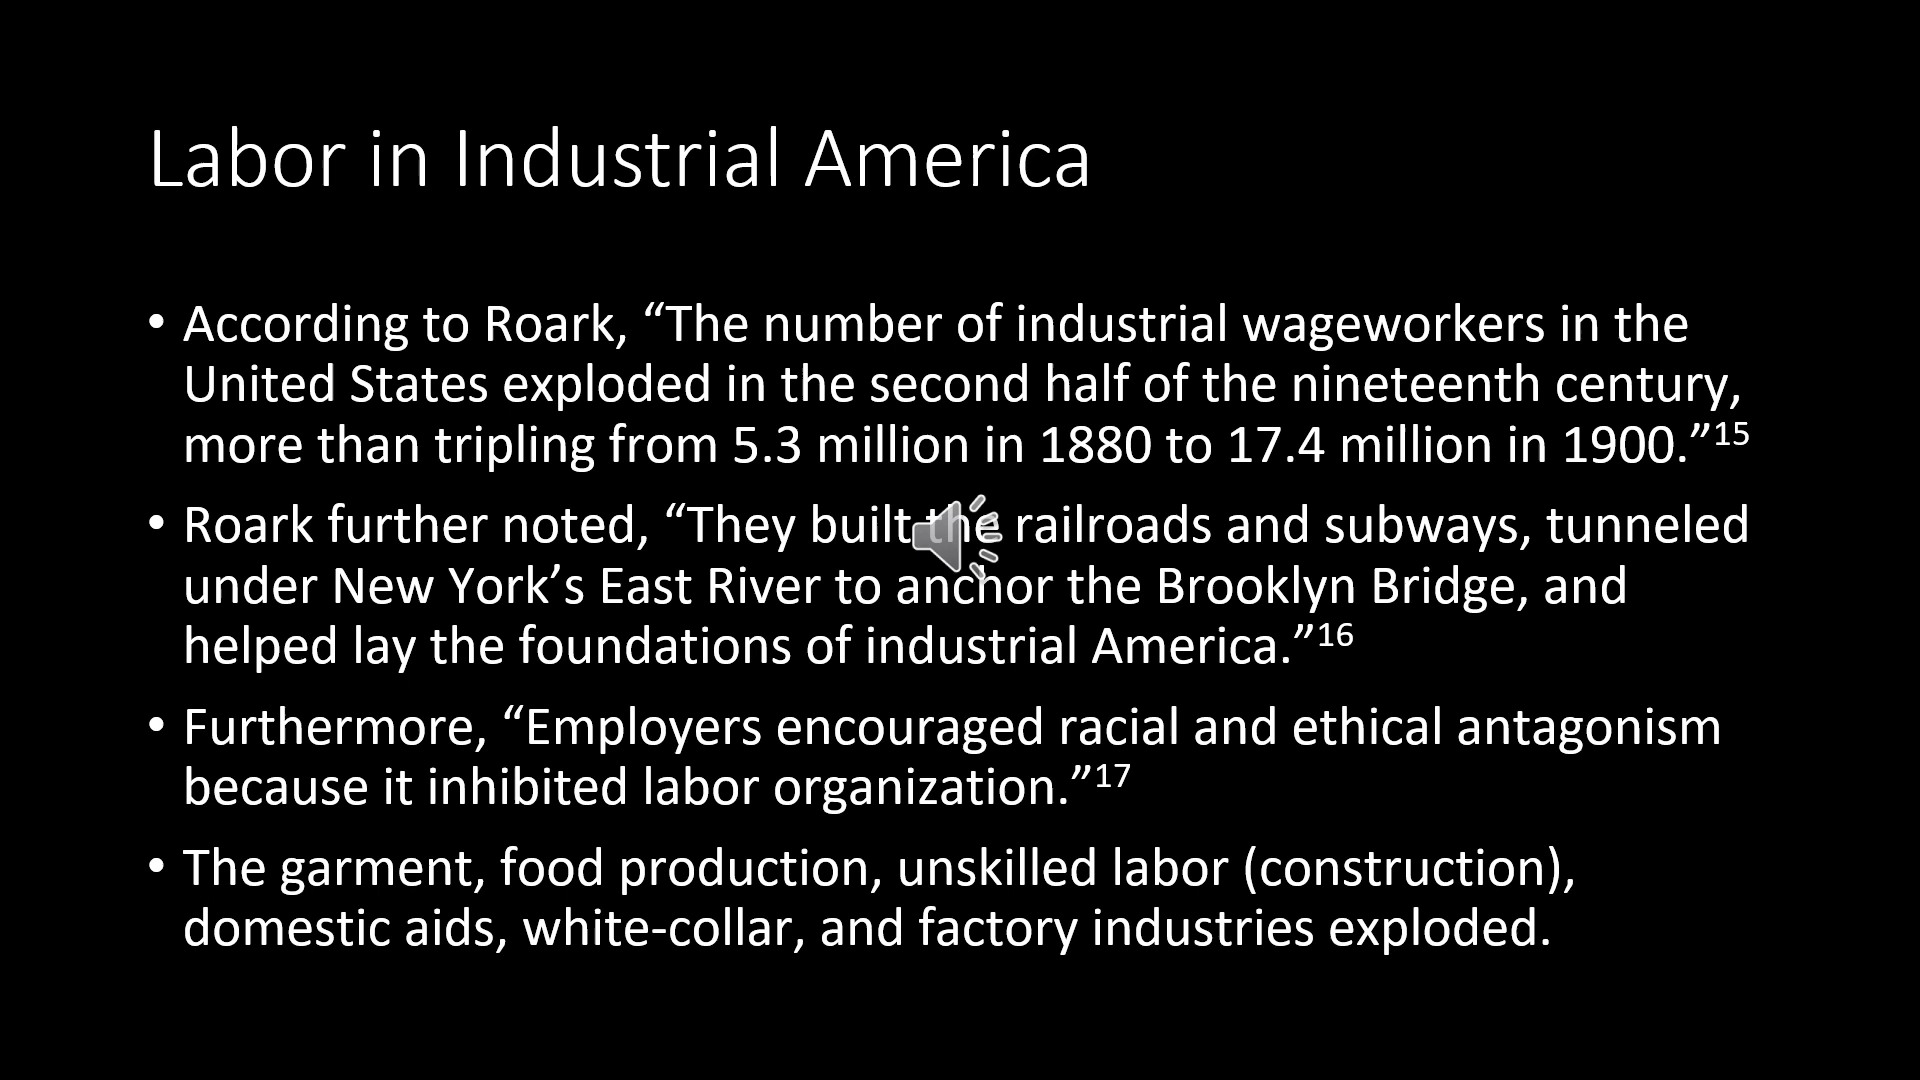 Labor in Industrial America
• According to Roark, “The number of industrial wageworkers in the
United States exploded in the second half of the nineteenth century,
more than tripling from 5.3 million in 1880 to 17.4 million in 1900.”15
• Roark further noted, “They built the railroads and subways, tunneled
under New York’s East River to anchor the Brooklyn Bridge, and
helped lay the foundations of industrial America.”16
• Furthermore, “Employers encouraged racial and ethical antagonism
because it inhibited labor organization.”17
• The garment, food production, unskilled labor (construction),
domestic aids, white-collar, and factory industries exploded.